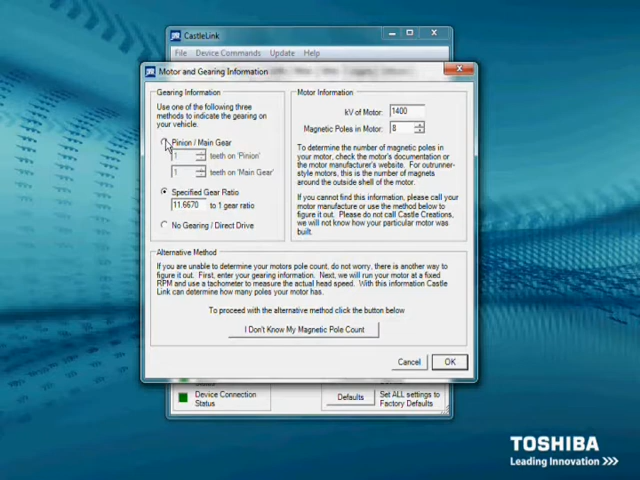 CastleLink
File Device Commands Update Help
Motor and Gearing Information
Gearing Information
Use one of the following three
methods to indicate the gearing on
your vehicle.
Pinion / Main Gear
1 teeth on 'Pinion'
1 teeth on 'Main Gear'
Specified Gear Ratio
11.6670 to 1 gear ratio
No Gearing / Direct Drive
Motor Information
kV of Motor: 1400
Magnetic Poles in Motor: 8
To determine the number of magnetic poles in
your motor, check the motor's documentation or
the motor manufacturer's website. For outrunner-
style motors, this is the number of magnets
around the outside shell of the motor.
If you cannot find this information, please call your
motor manufacture or use the method below to
figure it out. Please do not call Castle Creations,
we will not know how your particular motor was
built.
Alternative Method
If you are unable to determine your motors pole count, do not worry, there is another way to
figure it out. First, enter your gearing information. Next, we will run your motor at a fixed
RPM and use a tachometer to measure the actual head speed. With this information Castle
Link can determine how many poles your motor has.
To proceed with the alternative method click the button below
I Don't Know My Magnetic Pole Count
Cancel OK
Device Connection
Status
Defaults
Set ALL settings to
Factory Defaults
TOSHIBA
Leading Innovation >>>